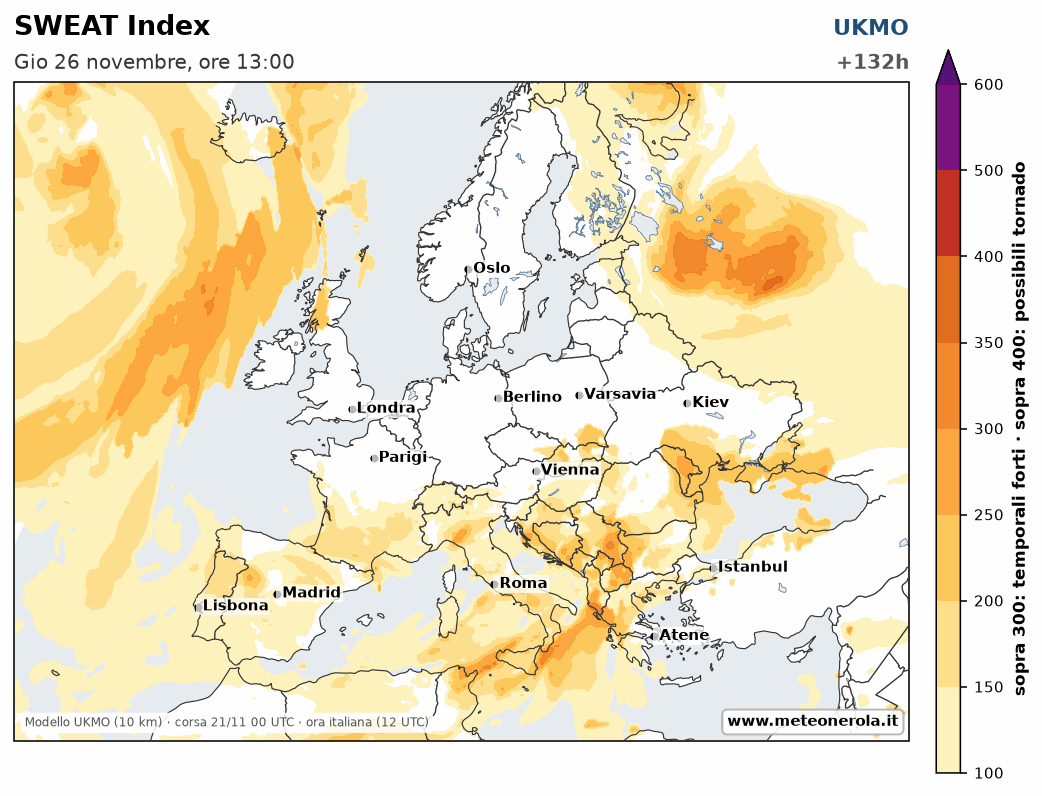 SWEAT Index
UKMO
Gio 26 novembre, ore 13:00
+132h
Oslo
Berlino
Varsavia
Londra
Kiev
Parigi
Vienna
Istanbul
Roma
Madrid
Lisbona
Atene
Modello UKMO (10 km) · corsa 21/11 00 UTC · ora italiana (12 UTC)
www.meteonerola.it
600
500
400
350
300
250
200
150
100
sopra 300: temporali forti · sopra 400: possibili tornado